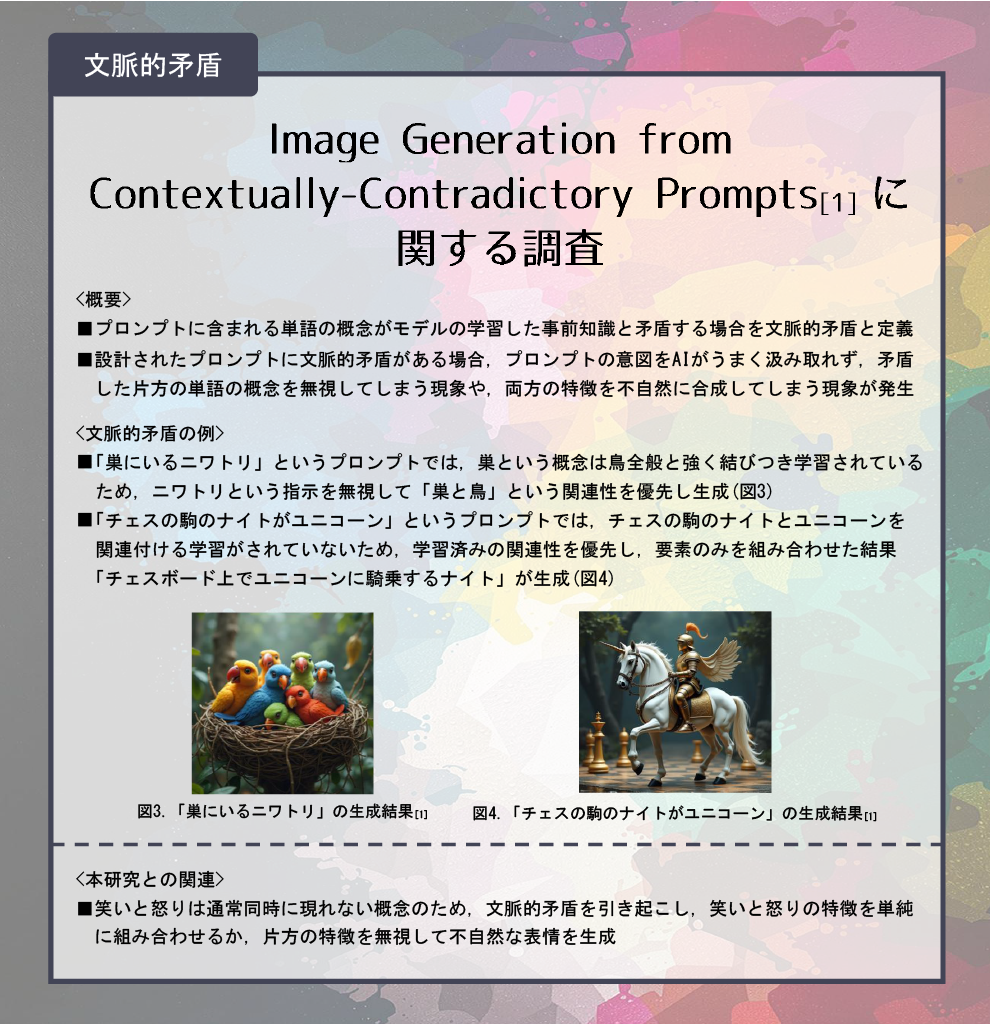 文脈的矛盾
Image Generation from
Contextually-Contradictory Prompts[1] に
関する調査
<概要>
■プロンプトに含まれる単語の概念がモデルの学習した事前知識と矛盾する場合を文脈的矛盾と定義
■設計されたプロンプトに文脈的矛盾がある場合, プロンプトの意図をAIがうまく汲み取れず, 矛盾
した片方の単語の概念を無視してしまう現象や, 両方の特徴を不自然に合成してしまう現象が発生
<文脈的矛盾の例>
■「巣にいるニワトリ」というプロンプトでは, 巣という概念は鳥全般と強く結びつき学習されている
ため, ニワトリという指示を無視して「巣と鳥」という関連性を優先し生成(図3)
■「チェスの駒のナイトがユニコーン」というプロンプトでは, チェスの駒のナイトとユニコーンを
関連付ける学習がされていないため, 学習済みの関連性を優先し, 要素のみを組み合わせた結果
「チェスボード上でユニコーンに騎乗するナイト」が生成(図4)
図3. 「巣にいるニワトリ」の生成結果[1]
図4. 「チェスの駒のナイトがユニコーン」の生成結果[1]
<本研究との関連>
■笑いと怒りは通常同時に現れない概念のため, 文脈的矛盾を引き起こし, 笑いと怒りの特徴を単純
に組み合わせるか, 片方の特徴を無視して不自然な表情を生成